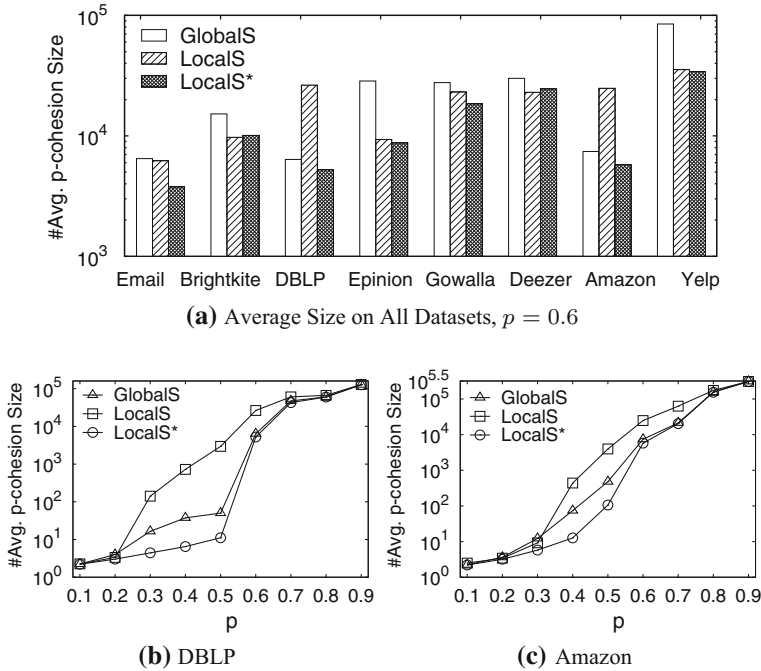 #Avg. p-cohesion Size
10^5
10^4
10^3
GlobalS
LocalS
LocalS*
Email Brightkite DBLP Epinion Gowalla Deezer Amazon Yelp
(a) Average Size on All Datasets, p = 0.6
#Avg. p-cohesion Size
10^5
10^4
10^3
10^2
10^1
10^0
GlobalS
LocalS
LocalS*
0.1 0.2 0.3 0.4 0.5 0.6 0.7 0.8 0.9
p
(b) DBLP
#Avg. p-cohesion Size
10^5.5
10^5
10^4
10^3
10^2
10^1
10^0
GlobalS
LocalS
LocalS*
0.1 0.2 0.3 0.4 0.5 0.6 0.7 0.8 0.9
p
(c) Amazon